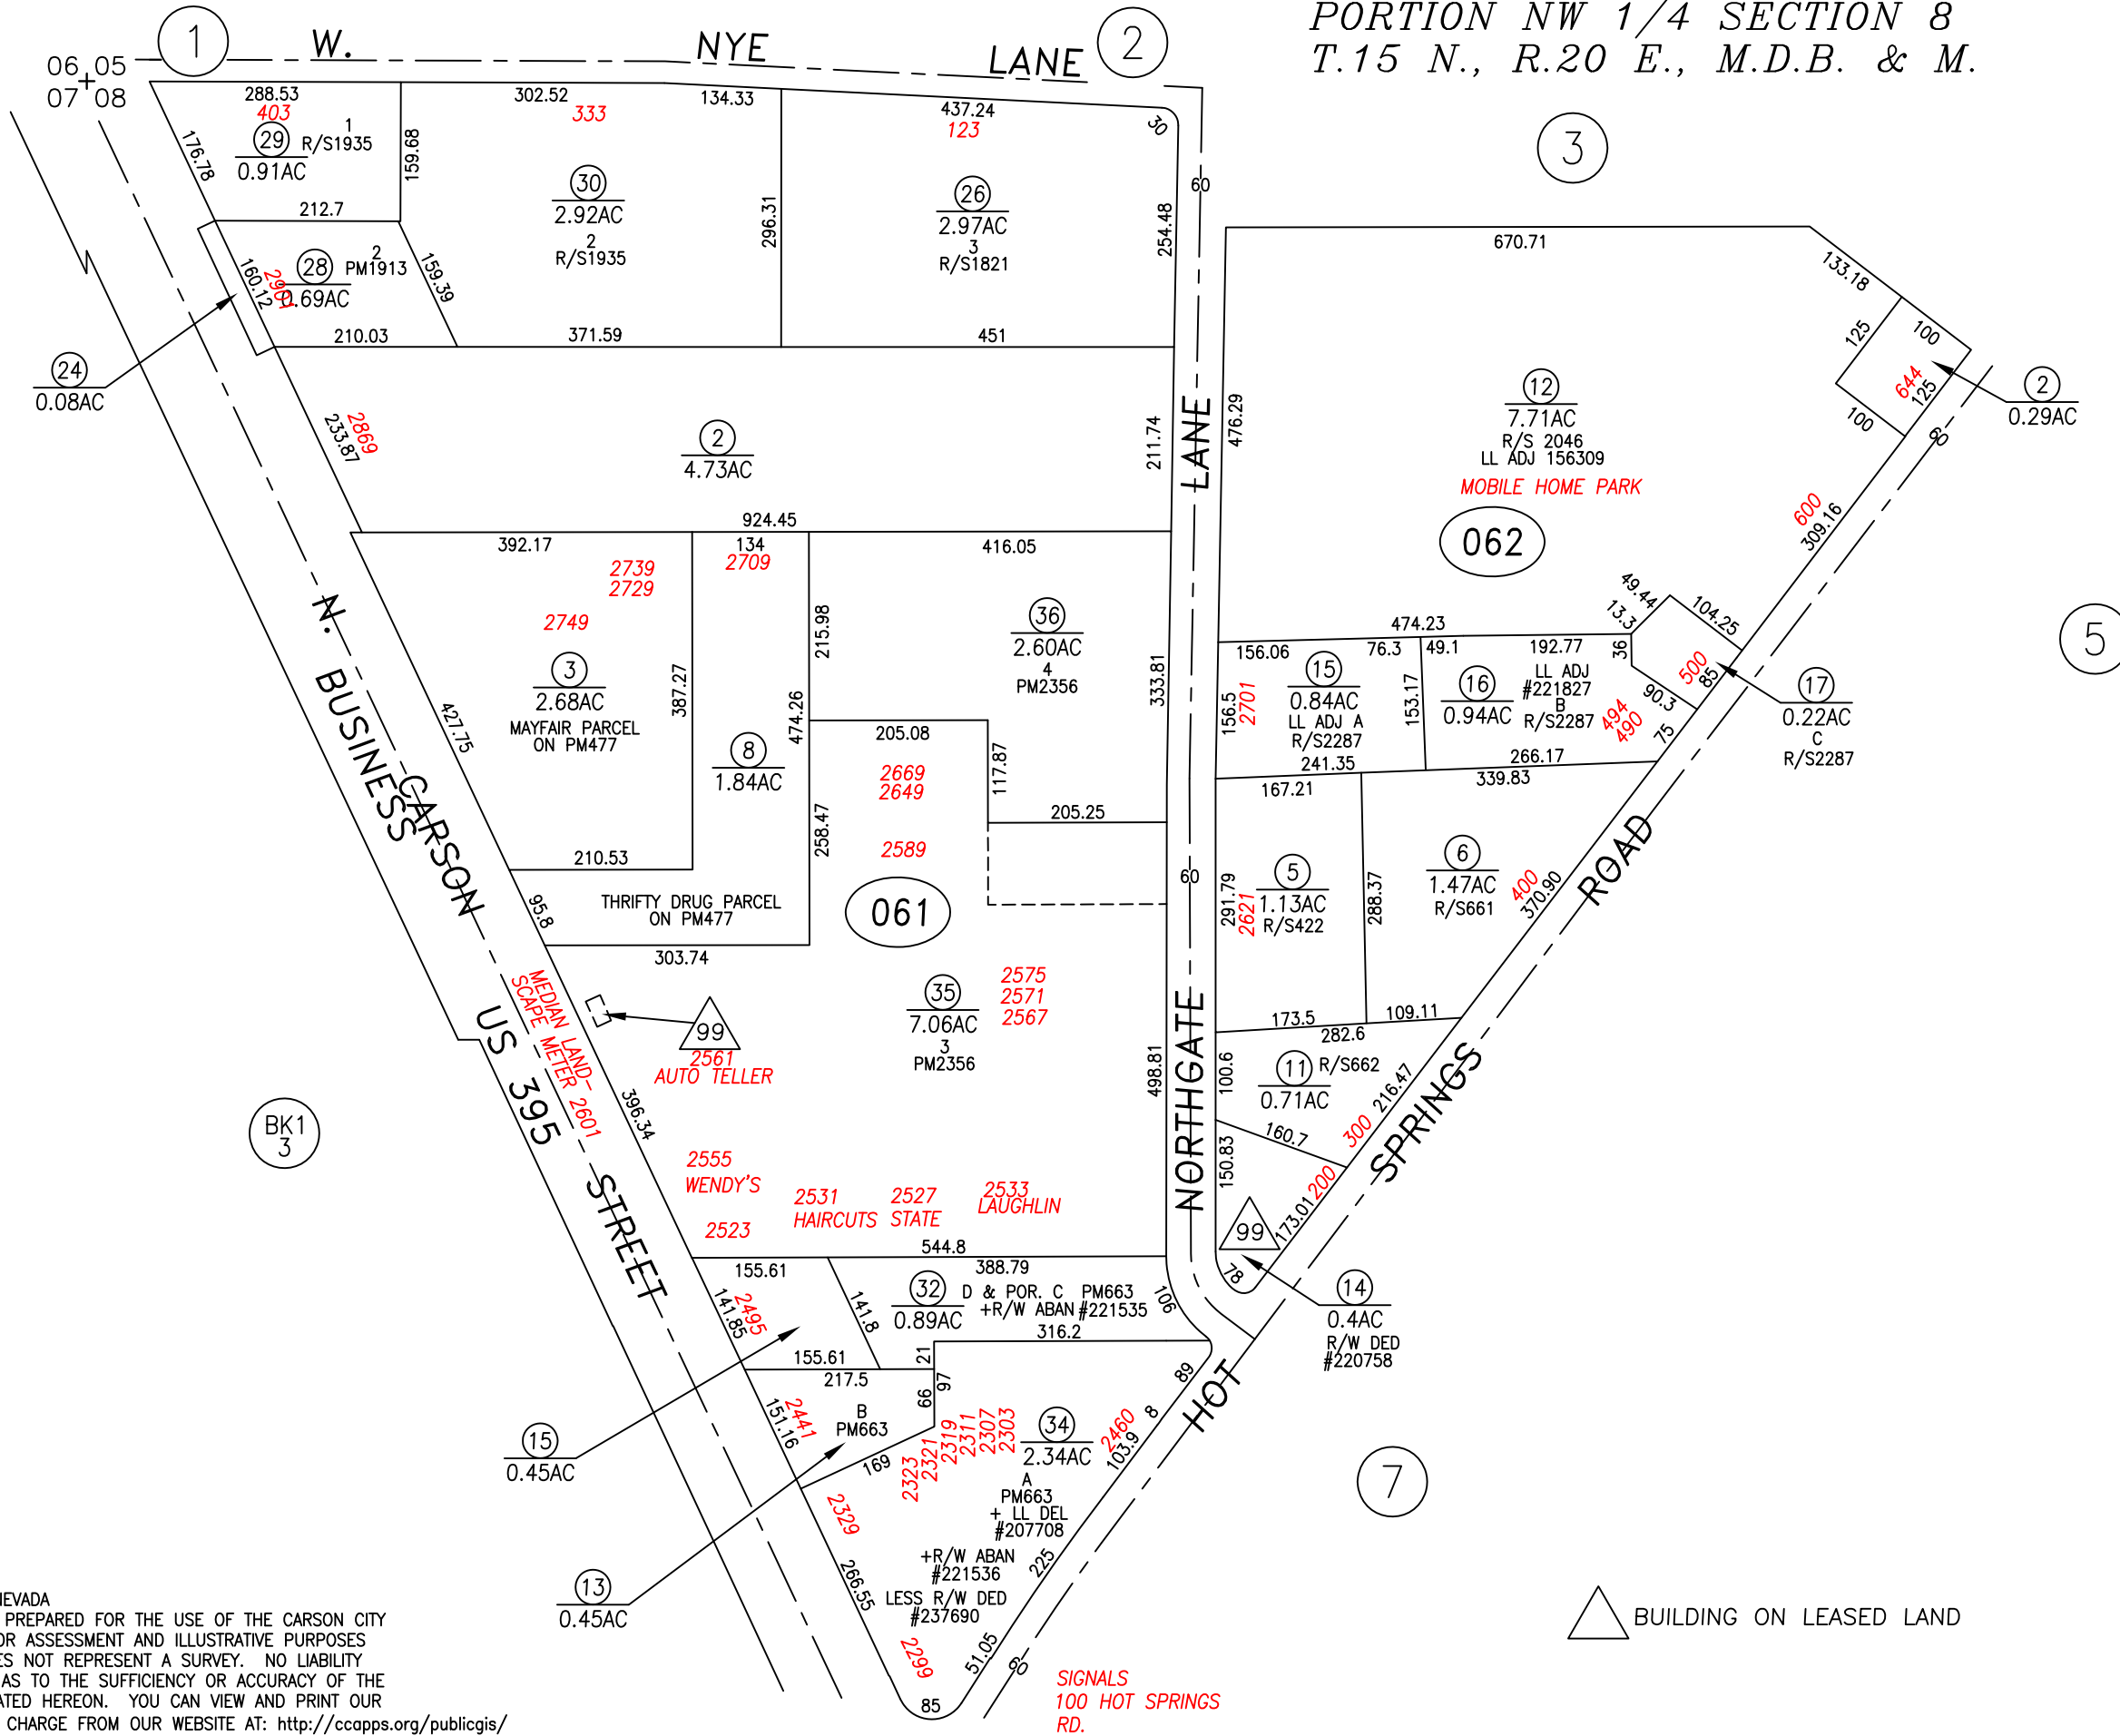 PORTION NW 1/4 SECTION 8
T.15 N., R.20 E., M.D.B. & M.
06 05
07 08
1
W. NYE LANE
2
3
288.53
403
29
0.91AC
1
R/S1935
176.78
159.68
212.7
302.52
333
134.33
30
2.92AC
2
R/S1935
296.31
437.24
123
30
26
2.97AC
3
R/S1821
254.48
60
28
0.69AC
2
PM1913
160.12
2901
159.39
210.03
371.59
451
24
0.08AC
233.87
2869
2
4.73AC
211.74
LANE
924.45
670.71
133.18
125
100
644
125
100
2
0.29AC
60
476.29
12
7.71AC
R/S 2046
LL ADJ 156309
MOBILE HOME PARK
062
600
309.16
392.17
2739
2729
2749
3
2.68AC
MAYFAIR PARCEL
ON PM477
387.27
427.75
210.53
134
2709
8
1.84AC
474.26
215.98
258.47
THRIFTY DRUG PARCEL
ON PM477
95.8
303.74
416.05
36
2.60AC
4
PM2356
333.81
205.08
117.87
205.25
2669
2649
2589
061
474.23
49.44
13.3
104.25
36
500
85
90.3
17
0.22AC
C
R/S2287
5
156.06
76.3
15
0.84AC
LL ADJ A
R/S2287
156.5
2701
153.17
241.35
49.1
192.77
16
0.94AC
LL ADJ
#221827
B
R/S2287
494
490
75
266.17
339.83
167.21
5
1.13AC
R/S422
291.79
2621
60
288.37
6
1.47AC
R/S661
400
370.90
173.5
109.11
282.6
N. CARSON STREET
BUSINESS US 395
MEDIAN LAND-
SCAPE METER 2601
99
2561
AUTO TELLER
396.34
35
7.06AC
3
PM2356
2575
2571
2567
498.81
NORTHGATE
100.6
11
0.71AC
R/S662
216.47
300
160.7
150.83
200
173.01
99
78
14
0.4AC
R/W DED
#220758
HOT SPRINGS ROAD
BK1
3
2555
WENDY'S
2523
2531
HAIRCUTS
2527
STATE
2533
LAUGHLIN
544.8
155.61
388.79
141.85
2495
141.8
32
0.89AC
D & POR. C PM663
+R/W ABAN #221535
106
316.2
155.61
217.5
21
97
66
89
151.16
2441
B
PM663
169
15
0.45AC
13
0.45AC
2323
2321
2319
2311
2307
2303
34
2.34AC
2460
103.9
8
A
PM663
+ LL DEL
#207708
+R/W ABAN
#221536
LESS R/W DED
#237690
2329
266.55
2299
225
51.05
85
60
7
SIGNALS
100 HOT SPRINGS
RD.
BUILDING ON LEASED LAND
NEVADA
PREPARED FOR THE USE OF THE CARSON CITY
OR ASSESSMENT AND ILLUSTRATIVE PURPOSES
ES NOT REPRESENT A SURVEY. NO LIABILITY
AS TO THE SUFFICIENCY OR ACCURACY OF THE
ATED HEREON. YOU CAN VIEW AND PRINT OUR
CHARGE FROM OUR WEBSITE AT: http://ccapps.org/publicgis/